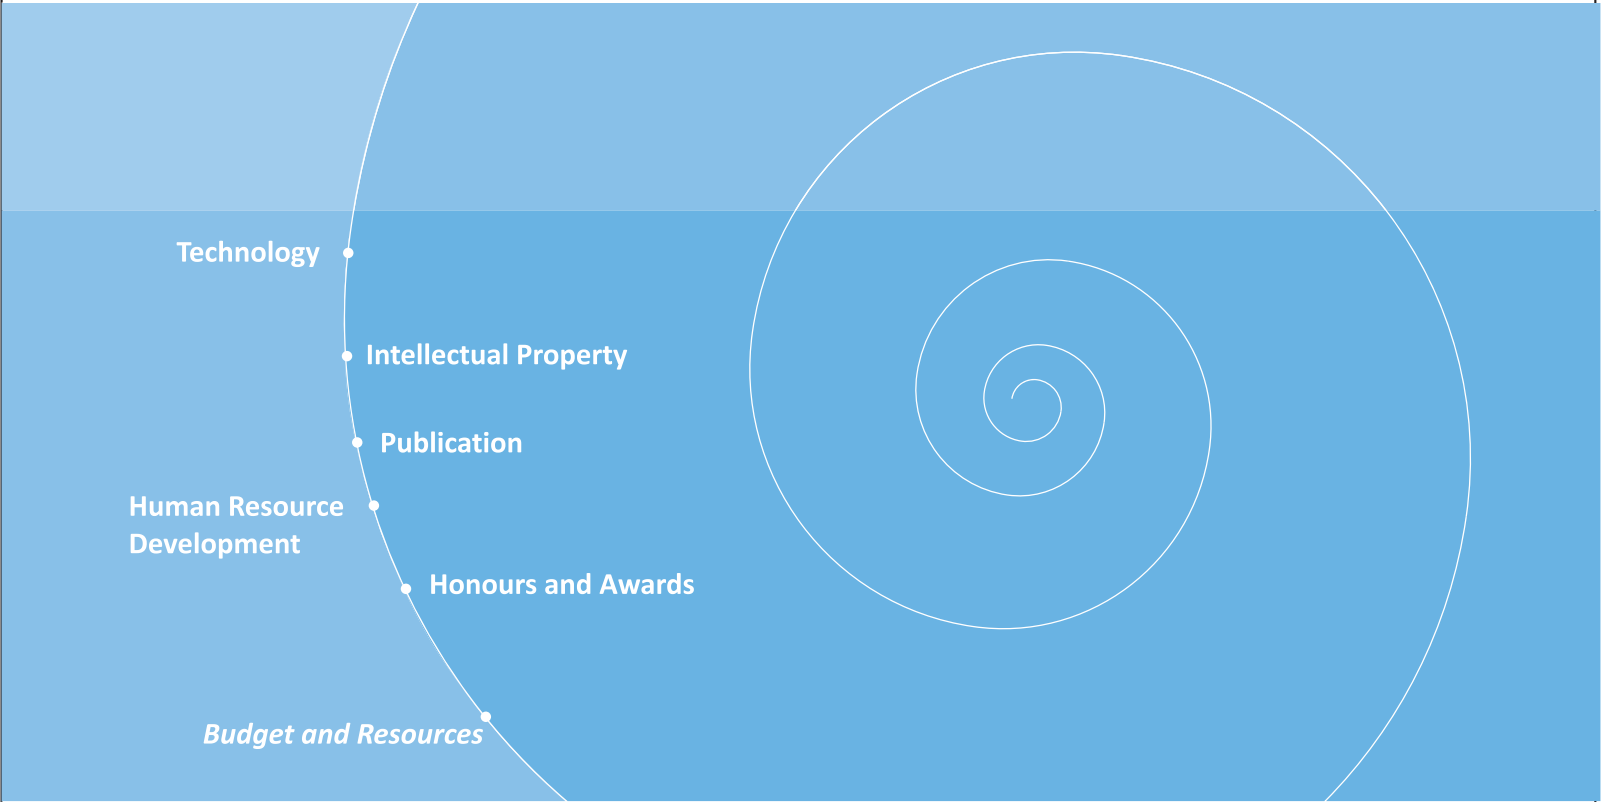 Technology
Intellectual Property
Publication
Human Resource
Development
Honours and Awards
Budget and Resources